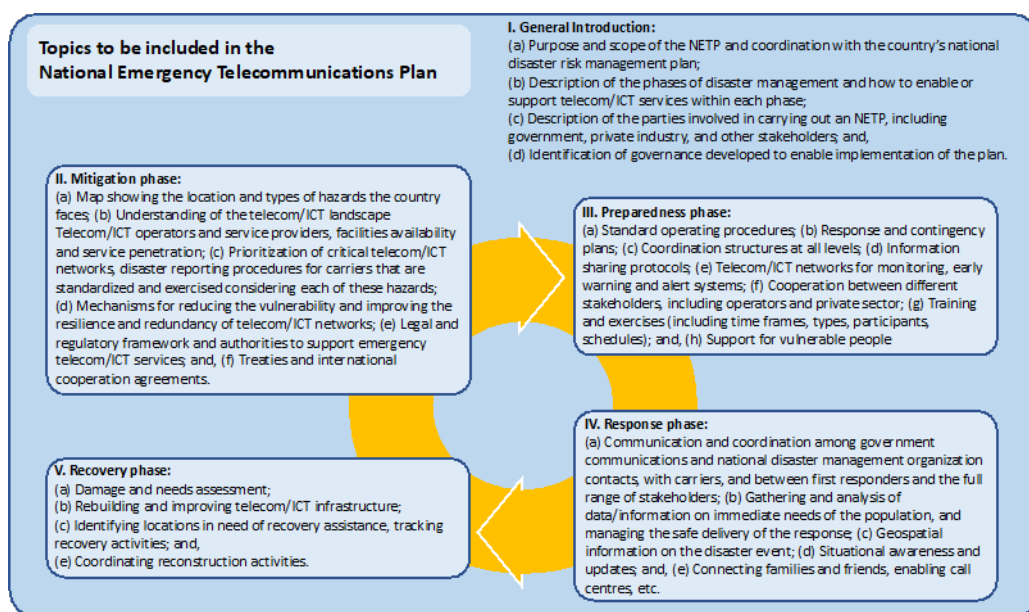 Topics to be included in the
National Emergency Telecommunications Plan
I. General Introduction:
(a) Purpose and scope of the NETP and coordination with the country's national
disaster risk management plan;
(b) Description of the phases of disaster management and how to enable or
support telecom/ICT services within each phase;
(c) Description of the parties involved in carrying out an NETP, including
government, private industry, and other stakeholders; and,
(d) Identification of governance developed to enable implementation of the plan.
II. Mitigation phase:
(a) Map showing the location and types of hazards the country
faces; (b) Understanding of the telecom/ICT landscape
Telecom/ICT operators and service providers, facilities availability
and service penetration; (c) Prioritization of critical telecom/ICT
networks, disaster reporting procedures for carriers that are
standardized and exercised considering each of these hazards;
(d) Mechanisms for reducing the vulnerability and improving the
resilience and redundancy of telecom/ICT networks; (e) Legal and
regulatory framework and authorities to support emergency
telecom/ICT services; and, (f) Treaties and international
cooperation agreements.
III. Preparedness phase:
(a) Standard operating procedures; (b) Response and contingency
plans; (c) Coordination structures at all levels; (d) Information
sharing protocols; (e) Telecom/ICT networks for monitoring, early
warning and alert systems; (f) Cooperation between different
stakeholders, including operators and private sector; (g) Training
and exercises (including time frames, types, participants,
schedules); and, (h) Support for vulnerable people
IV. Response phase:
(a) Communication and coordination among government
communications and national disaster management organization
contacts, with carriers, and between first responders and the full
range of stakeholders; (b) Gathering and analysis of
data/information on immediate needs of the population, and
managing the safe delivery of the response; (c) Geospatial
information on the disaster event; (d) Situational awareness and
updates; and, (e) Connecting families and friends, enabling call
centres, etc.
V. Recovery phase:
(a) Damage and needs assessment;
(b) Rebuilding and improving telecom/ICT infrastructure;
(c) Identifying locations in need of recovery assistance, tracking
recovery activities; and,
(e) Coordinating reconstruction activities.